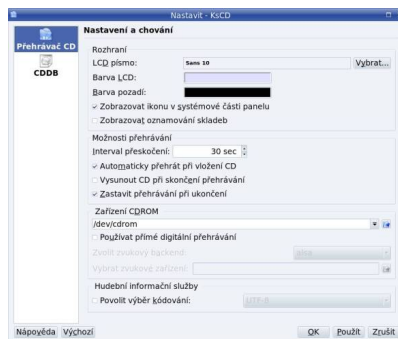 Nastavit - KsCD
Přehrávač CD
CDDB
Nastavení a chování
Rozhraní
LCD písmo: Sans 10 Vybrat...
Barva LCD:
Barva pozadí:
Zobrazovat ikonu v systémové části panelu
Zobrazovat oznamování skladeb
Možnosti přehrávání
Interval přeskočení: 30 sec
Automaticky přehrát při vložení CD
Vysunout CD při skončení přehrávání
Zastavit přehrávání při ukončení
Zařízení CDROM
/dev/cdrom
Používat přímé digitální přehrávání
Zvolit zvukový backend:
Vybrat zvukové zařízení:
Hudební informační služby
Povolit výběr kódování: UTF-8
Nápověda Výchozí OK Použít Zrušit